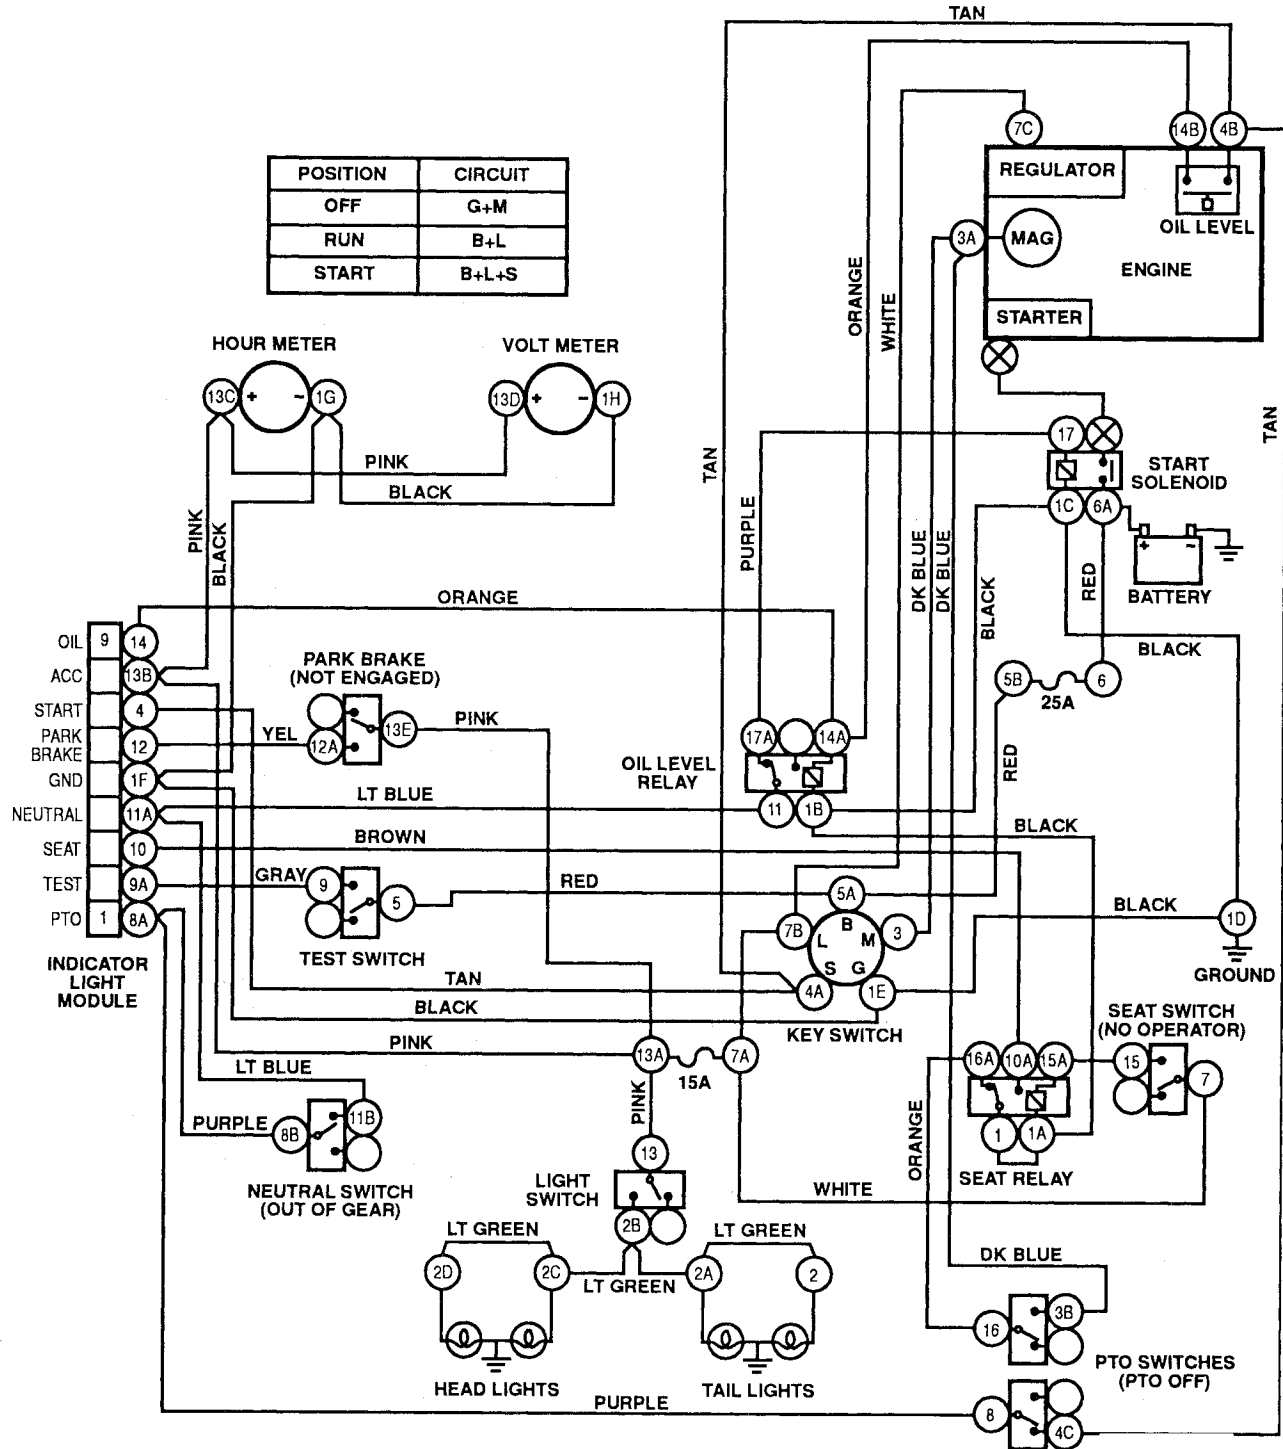 TAN
7C
14B
4B
POSITION CIRCUIT
OFF G+M
RUN B+L
START B+L+S
REGULATOR
OIL LEVEL
3A
MAG
ENGINE
STARTER
ORANGE
WHITE
HOUR METER
VOLT METER
13C
+
−
1G
13D
+
−
1H
PINK
BLACK
TAN
TAN
17
START
SOLENOID
1C
6A
PURPLE
PINK
BLACK
DK BLUE
DK BLUE
BLACK
RED
+
−
BATTERY
ORANGE
BLACK
OIL
9
14
ACC
13B
START
4
PARK
BRAKE
12
GND
1F
NEUTRAL
11A
SEAT
10
TEST
9A
PTO
1
8A
INDICATOR
LIGHT
MODULE
PARK BRAKE
(NOT ENGAGED)
YEL
12A
13E
PINK
5B
25A
6
RED
17A
14A
OIL LEVEL
RELAY
11
1B
LT BLUE
BLACK
BROWN
GRAY
9
5
RED
5A
TEST SWITCH
7B
L
B
M
3
S
G
4A
1E
KEY SWITCH
BLACK
1D
GROUND
TAN
BLACK
PINK
13A
15A
7A
SEAT SWITCH
(NO OPERATOR)
16A
10A
15A
15
7
1
1A
SEAT RELAY
ORANGE
LT BLUE
PURPLE
8B
11B
NEUTRAL SWITCH
(OUT OF GEAR)
PINK
13
LIGHT
SWITCH
2B
WHITE
LT GREEN
LT GREEN
2D
2C
LT GREEN
2A
2
HEAD LIGHTS
TAIL LIGHTS
DK BLUE
16
3B
PTO SWITCHES
(PTO OFF)
PURPLE
8
4C